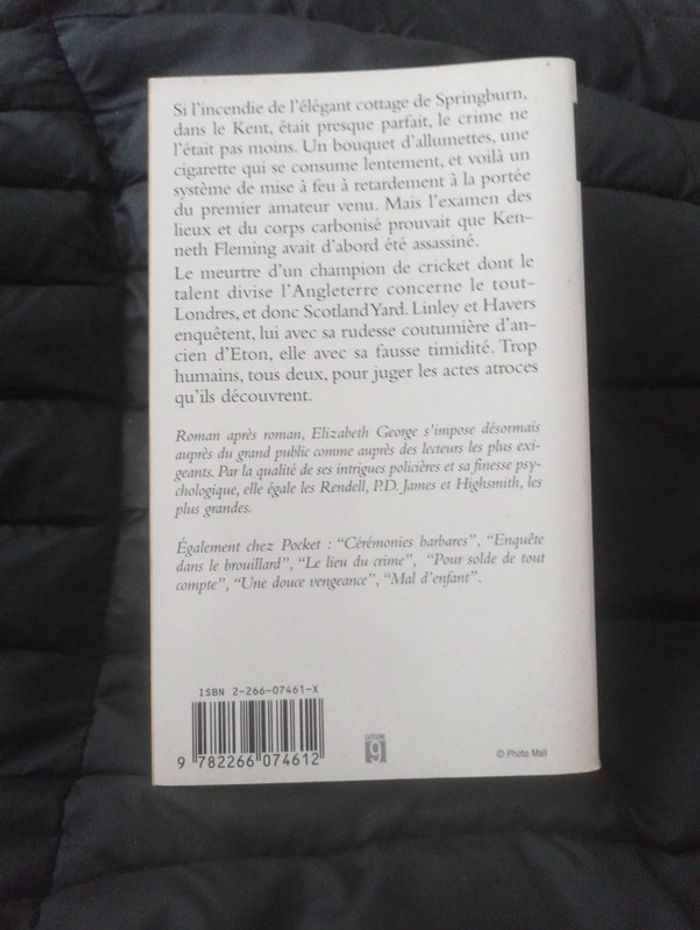 Si l'incendie de l'élégant cottage de Springburn,
dans le Kent, était presque parfait, le crime ne
l'était pas moins. Un bouquet d'allumettes, une
cigarette qui se consume lentement, et voilà un
système de mise à feu à retardement à la portée
du premier amateur venu. Mais l'examen des
lieux et du corps carbonisé prouvait que Ken-
neth Fleming avait d'abord été assassiné.
Le meurtre d'un champion de cricket dont le
talent divise l'Angleterre concerne le tout-
Londres, et donc Scotland Yard. Linley et Havers
enquêtent, lui avec sa rudesse coutumière d'an-
cien d'Eton, elle avec sa fausse timidité. Trop
humains, tous deux, pour juger les actes atroces
qu'ils découvrent.
Roman après roman, Elizabeth George s'impose désormais
auprès du grand public comme auprès des lecteurs les plus exi-
geants. Par la qualité de ses intrigues policières et sa finesse psy-
chologique, elle égale les Rendell, P.D. James et Highsmith, les
plus grandes.
Également chez Pocket : "Cérémonies barbares", "Enquête
dans le brouillard", "Le lieu du crime", "Pour solde de tout
compte", "Une douce vengeance", "Mal d'enfant".
ISBN 2-266-07461-X
9 782266 074612
CATÉGORIE
9
© Photo Mall